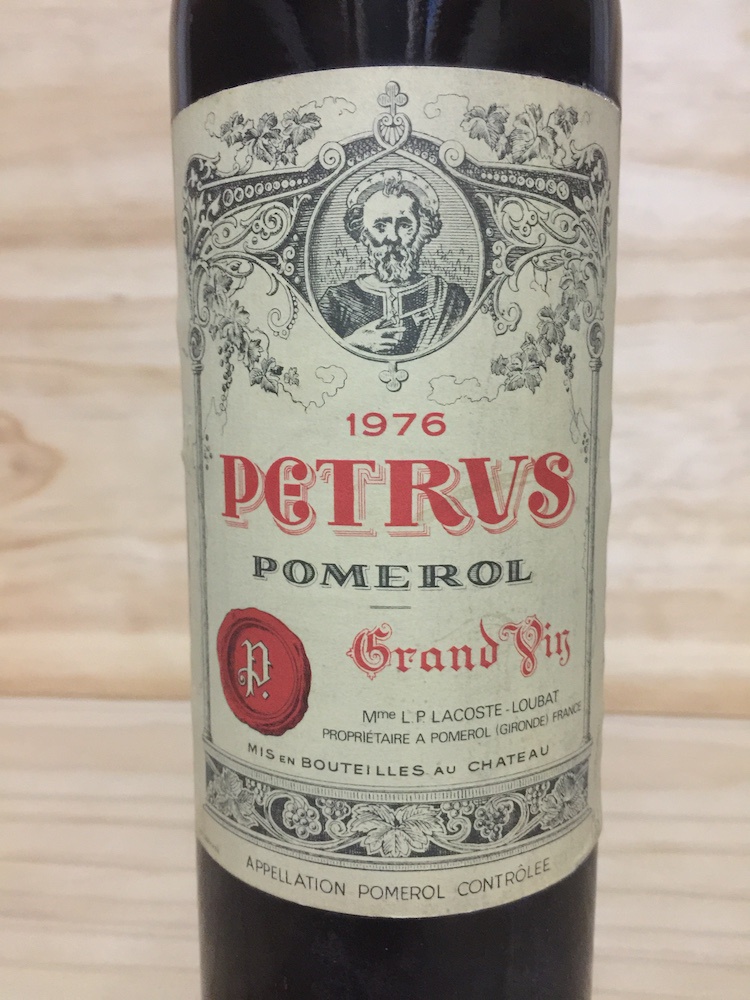 1976
PETRVS
POMEROL
Grand Vin
P.
Mme L.P. LACOSTE-LOUBAT
PROPRIÉTAIRE A POMEROL (GIRONDE) FRANCE
MIS EN BOUTEILLES AU CHATEAU
APPELLATION POMEROL CONTRÔLÉE